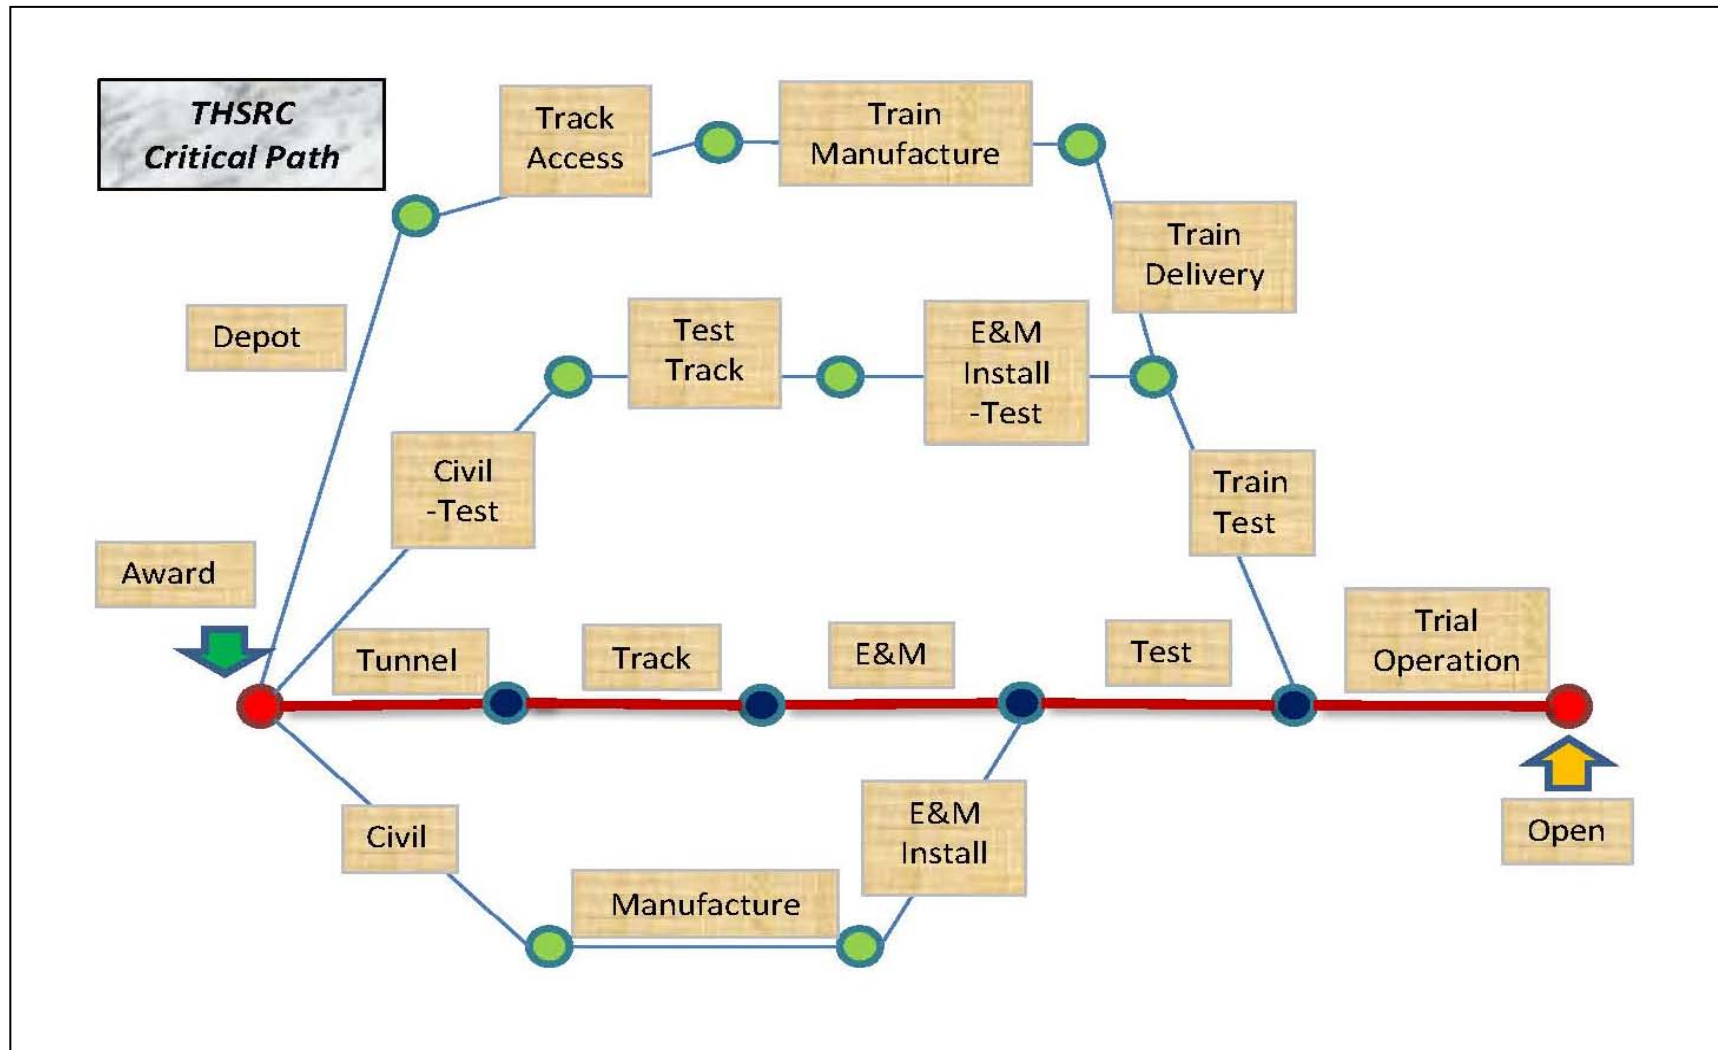 THSRC
Critical Path
Track
Access
Train
Manufacture
Train
Delivery
Depot
Test
Track
E&M
Install
-Test
Civil
-Test
Train
Test
Award
Tunnel
Track
E&M
Test
Trial
Operation
Civil
E&M
Install
Manufacture
Open